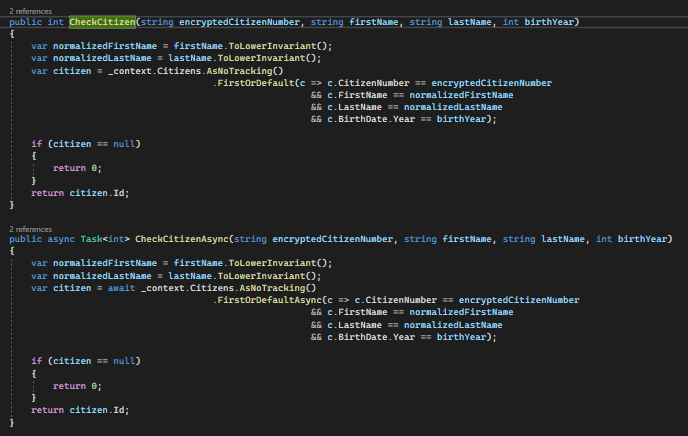 2 references
public int CheckCitizen(string encryptedCitizenNumber, string firstName, string lastName, int birthYear)
{
var normalizedFirstName = firstName.ToLowerInvariant();
var normalizedLastName = lastName.ToLowerInvariant();
var citizen = _context.Citizens.AsNoTracking()
.FirstOrDefault(c => c.CitizenNumber == encryptedCitizenNumber
&& c.FirstName == normalizedFirstName
&& c.LastName == normalizedLastName
&& c.BirthDate.Year == birthYear);
if (citizen == null)
{
return 0;
}
return citizen.Id;
}
2 references
public async Task<int> CheckCitizenAsync(string encryptedCitizenNumber, string firstName, string lastName, int birthYear)
{
var normalizedFirstName = firstName.ToLowerInvariant();
var normalizedLastName = lastName.ToLowerInvariant();
var citizen = await _context.Citizens.AsNoTracking()
.FirstOrDefaultAsync(c => c.CitizenNumber == encryptedCitizenNumber
&& c.FirstName == normalizedFirstName
&& c.LastName == normalizedLastName
&& c.BirthDate.Year == birthYear);
if (citizen == null)
{
return 0;
}
return citizen.Id;
}